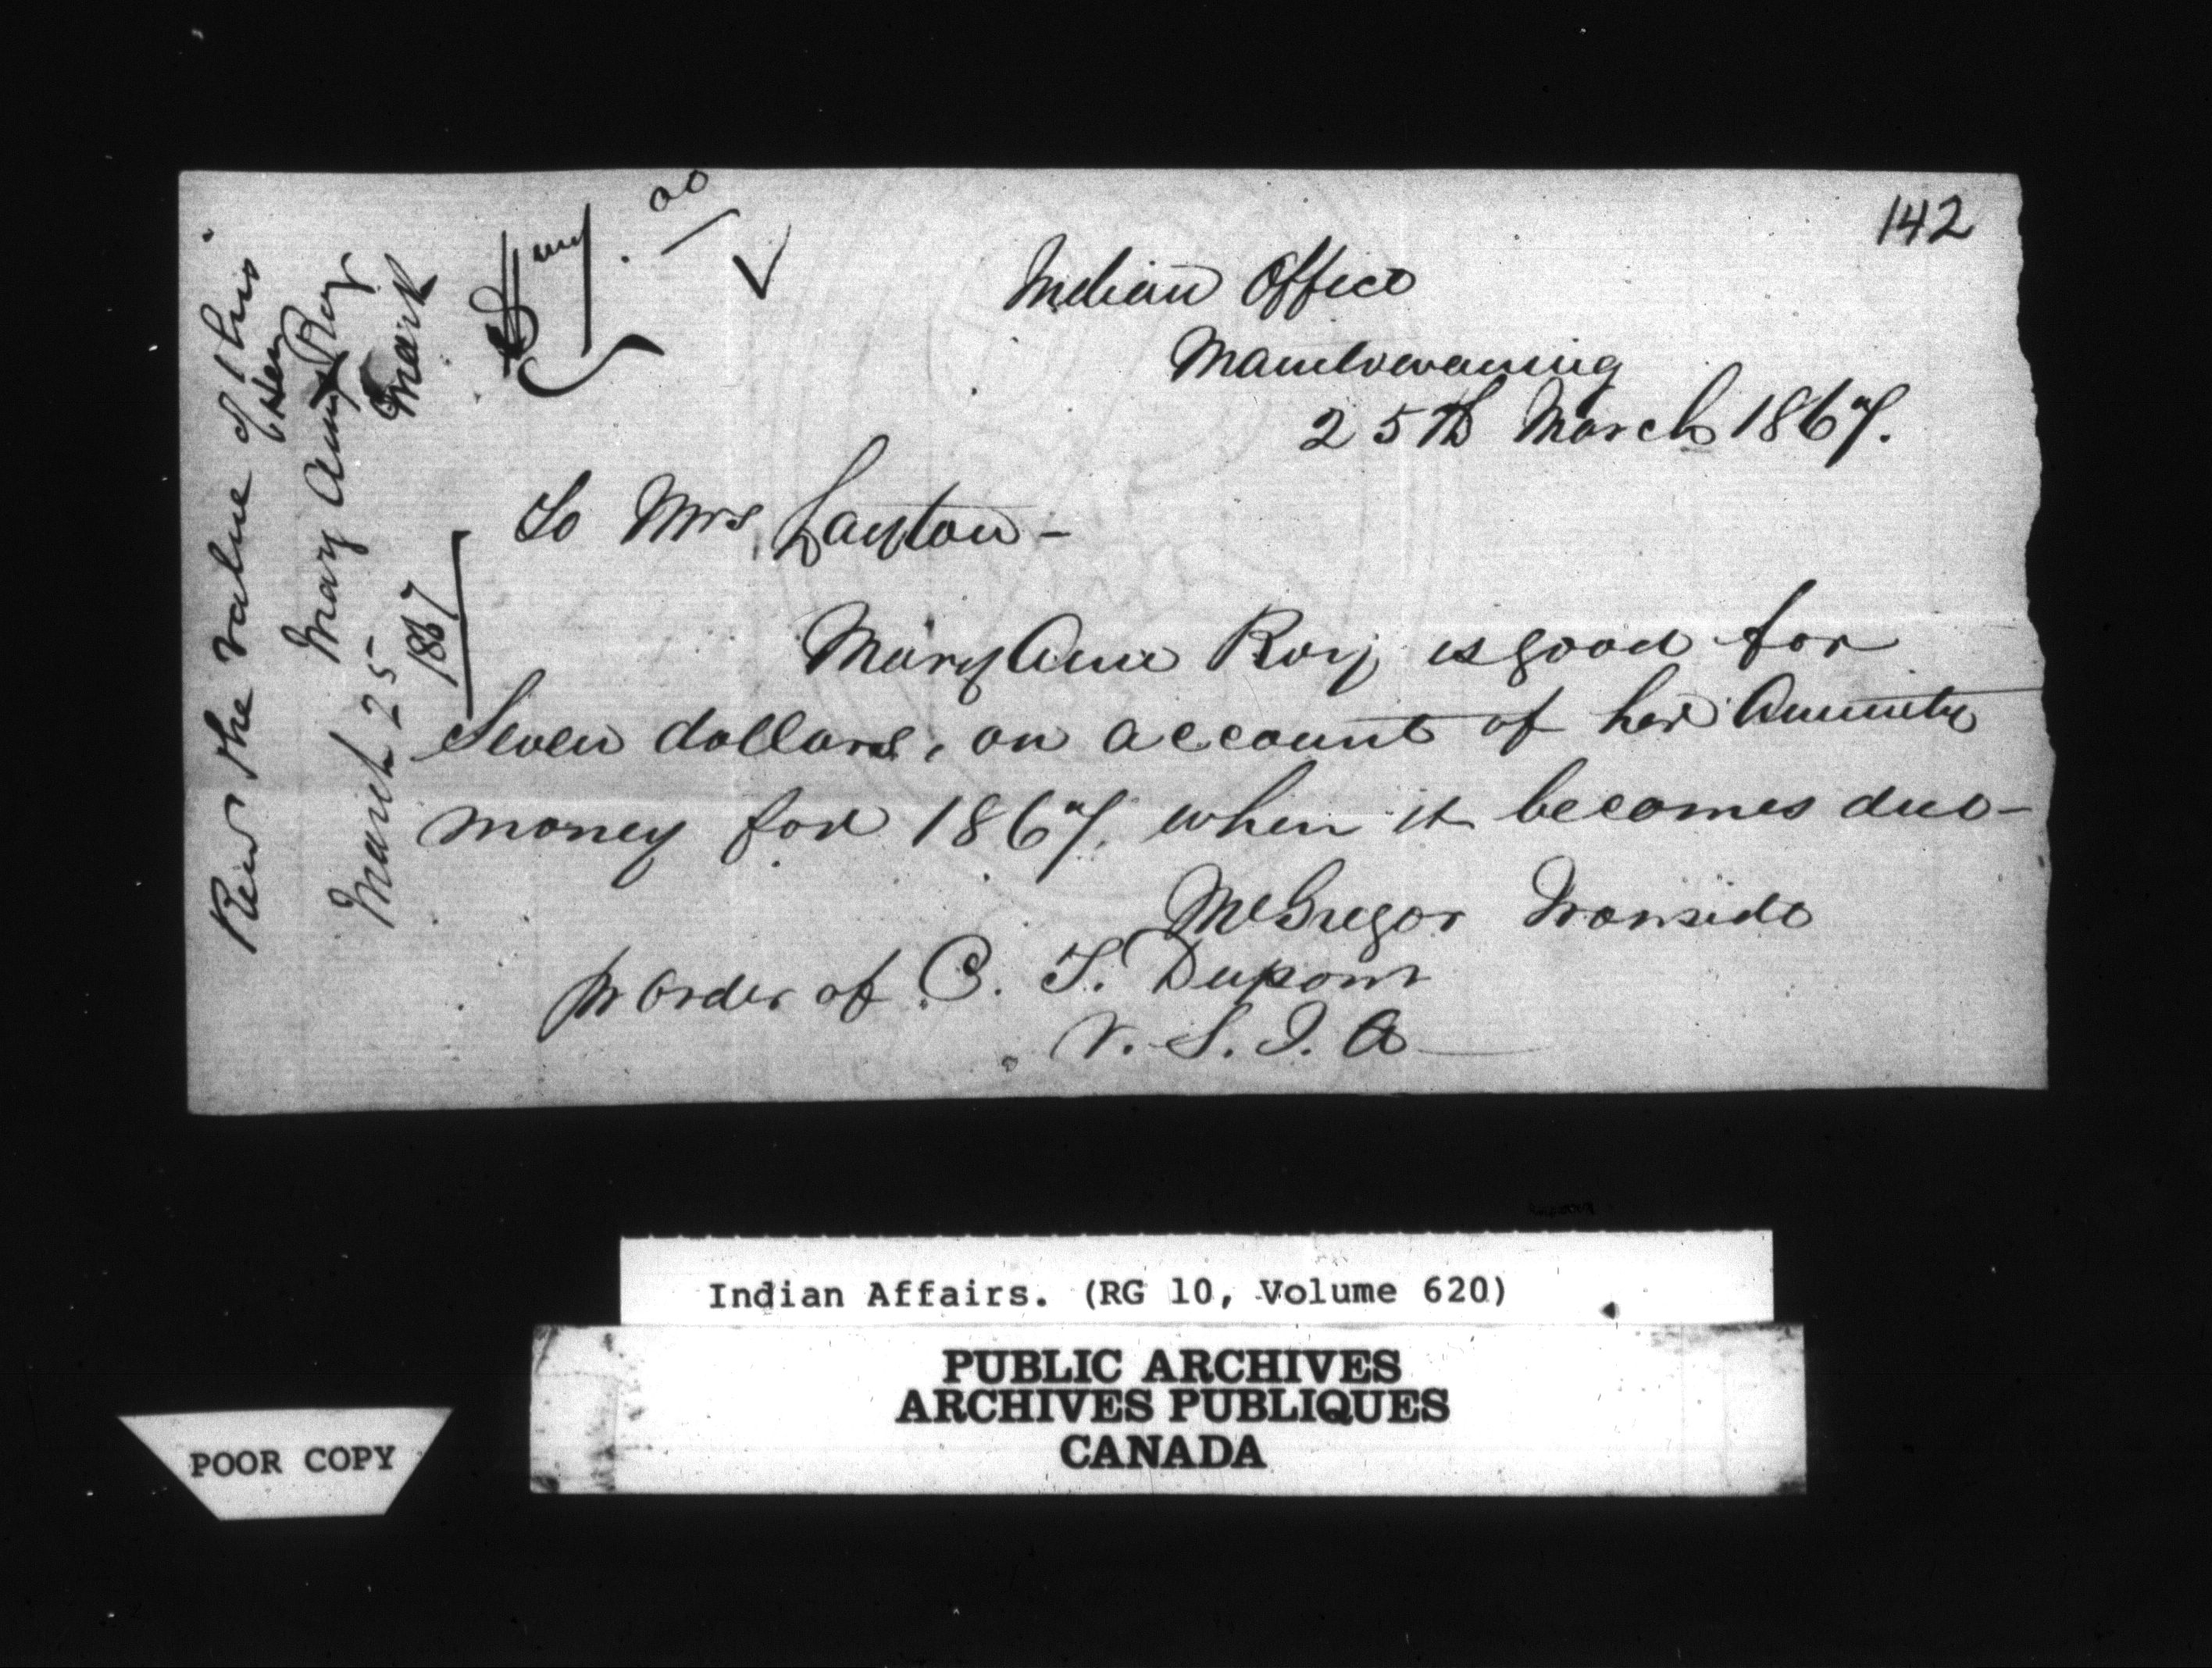 142
Indian Office
Manitowaning
25th March 1867.
To Mrs Layton -
Mary Ann Roy is good for
Seven dollars, on account of her Annuity
money for 1867, when it becomes due -
McGregor Ironside
pr order of C. T. Dupont
V. S. I. A
.00
the value of this
her
Mary Ann X Roy
mark
March 25
1867
Indian Affairs. (RG 10, Volume 620)
PUBLIC ARCHIVES
ARCHIVES PUBLIQUES
CANADA
POOR COPY